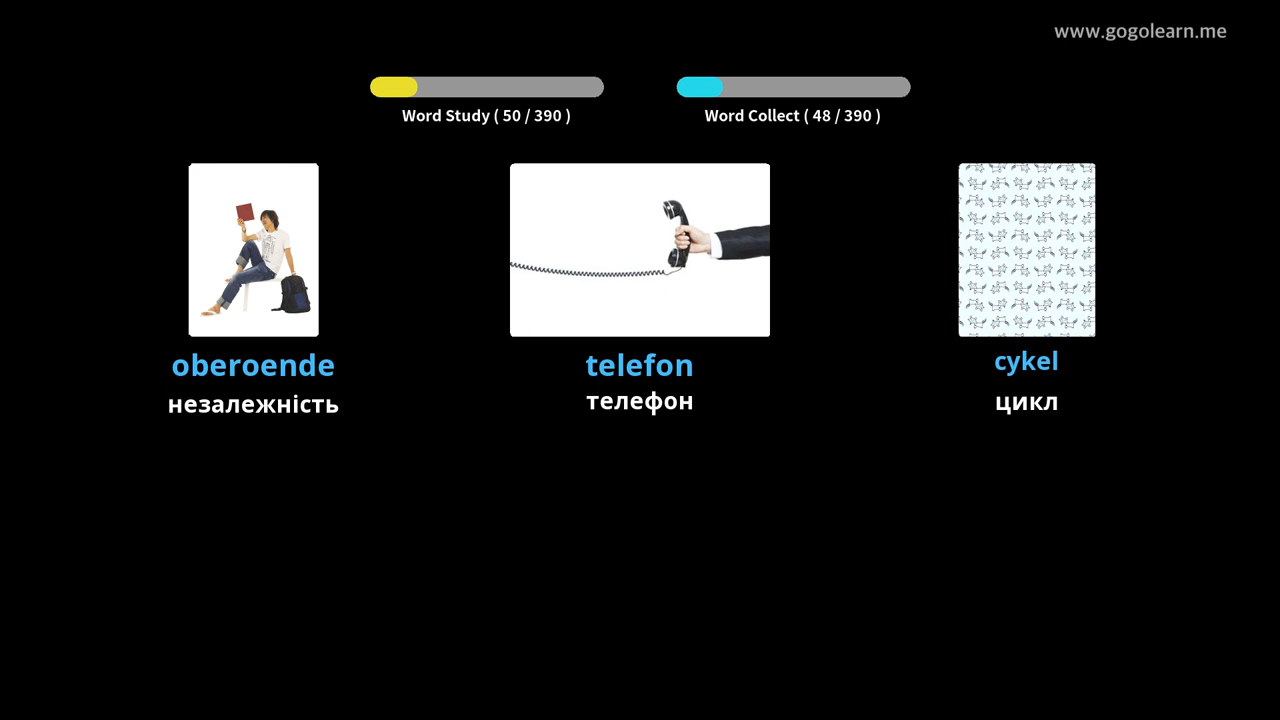 www.gogolearn.me
Word Study ( 50 / 390 )
Word Collect ( 48 / 390 )
oberoende
незалежність
telefon
телефон
cykel
цикл